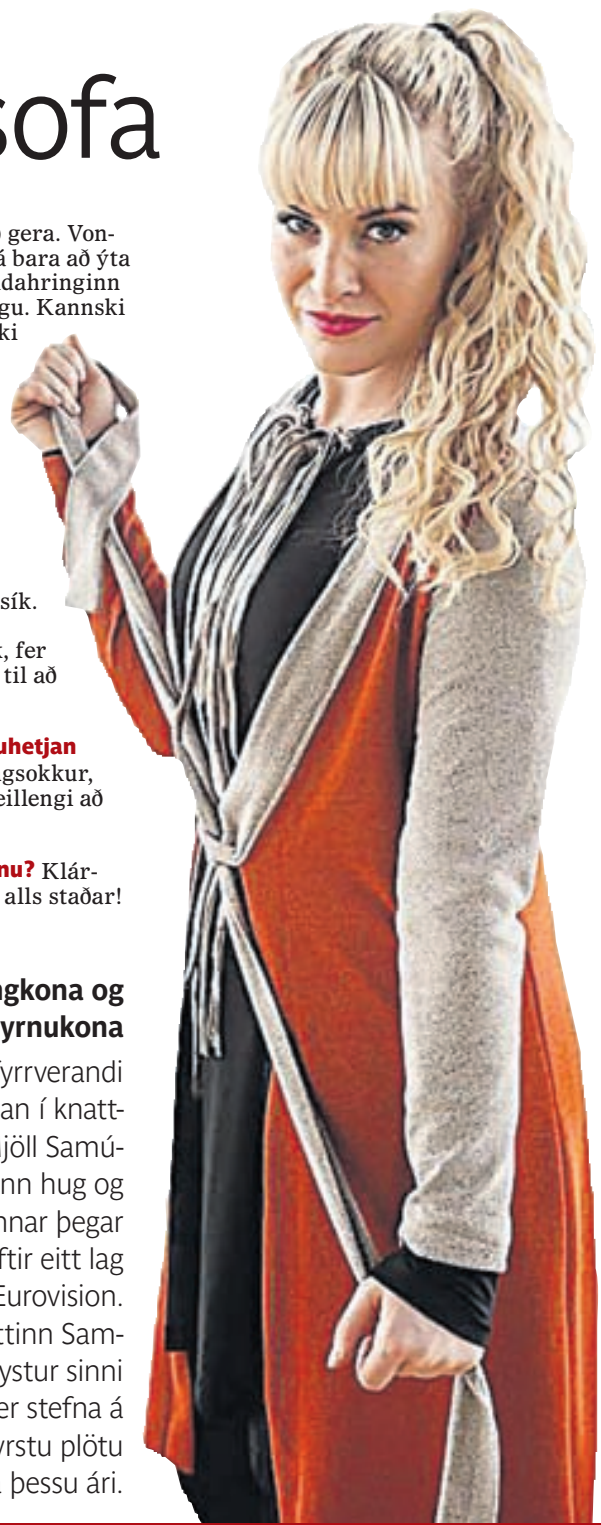 sofa
gera. Von-
á bara að ýta
dahringinn
gu. Kannski
ki
sík.
, fer
til að
uhetjan
gsokkur,
eillengi að
nu? Klár-
alls staðar!
ngkona og
yrnukona
yrrverandi
an í knatt-
jöll Samú-
nn hug og
nnar þegar
ftir eitt lag
Eurovision.
ttinn Sam-
ystur sinni
er stefna á
yrstu plötu
þessu ári.